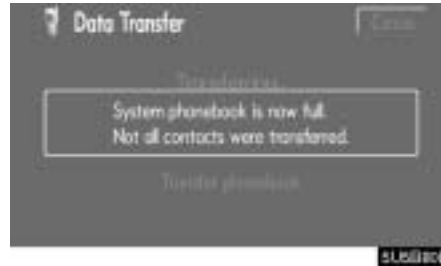 Data Transfer
System phonebook is now full.
Not all contacts were transferred.
Transfer phonebook